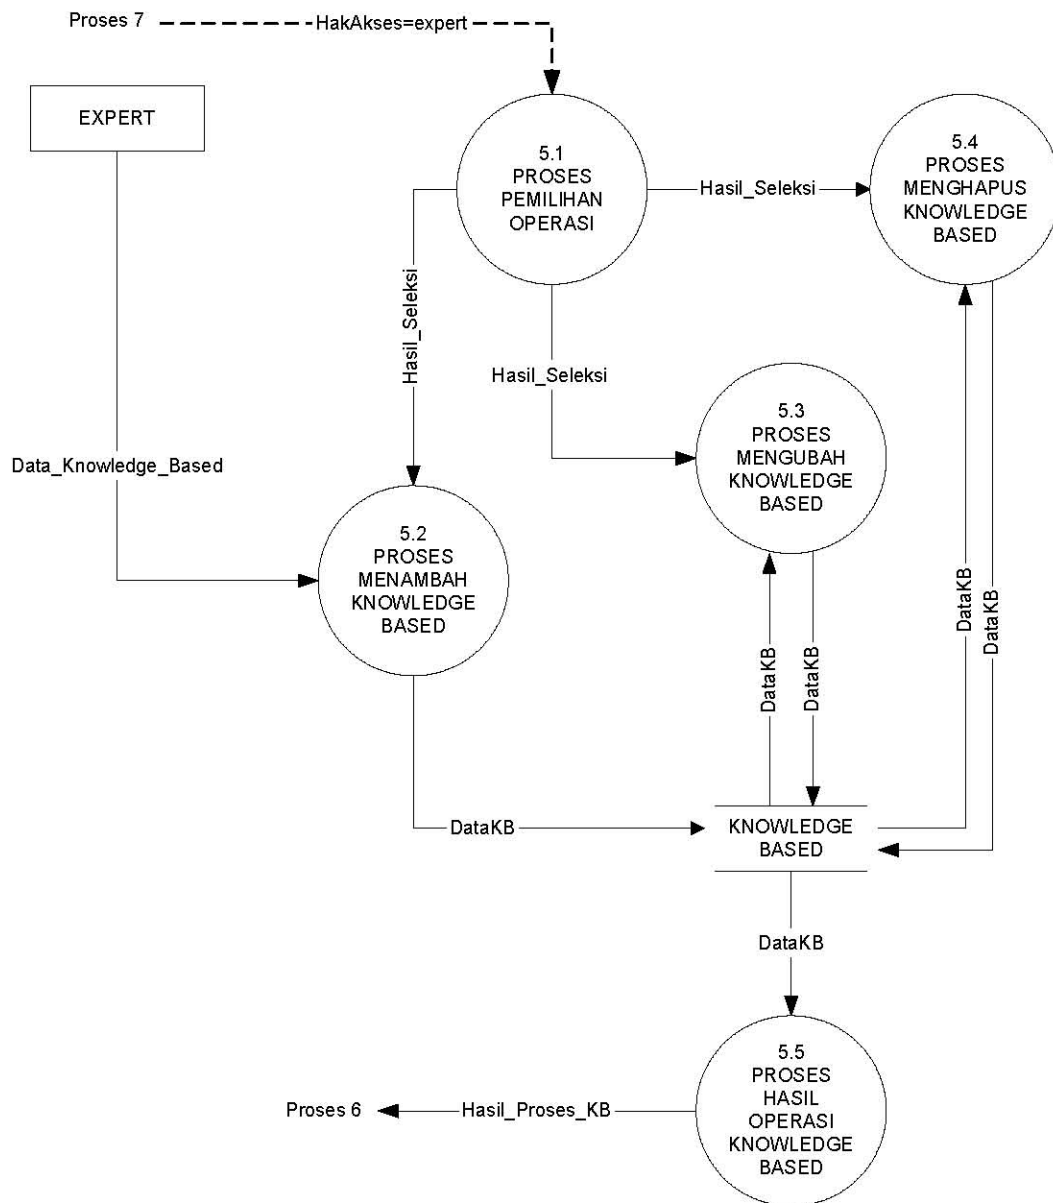 Proses 7
HakAkses=expert
EXPERT
5.1
PROSES
PEMILIHAN
OPERASI
5.4
PROSES
MENGHAPUS
KNOWLEDGE
BASED
Hasil_Seleksi
Hasil_Seleksi
Hasil_Seleksi
5.3
PROSES
MENGUBAH
KNOWLEDGE
BASED
Data_Knowledge_Based
5.2
PROSES
MENAMBAH
KNOWLEDGE
BASED
DataKB
DataKB
DataKB
DataKB
DataKB
KNOWLEDGE
BASED
DataKB
5.5
PROSES
HASIL
OPERASI
KNOWLEDGE
BASED
Proses 6
Hasil_Proses_KB